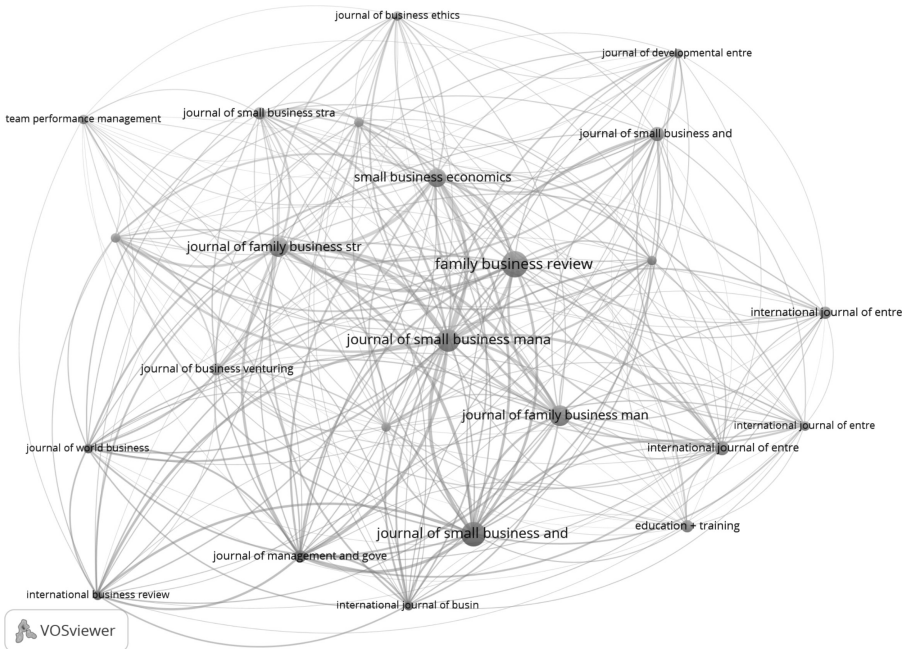 journal of business ethics
journal of developmental entre
journal of small business stra
team performance management
journal of small business and
small business economics
journal of family business str
family business review
international journal of entre
journal of small business mana
journal of business venturing
journal of family business man
international journal of entre
journal of world business
international journal of entre
education + training
journal of small business and
journal of management and gove
international business review
international journal of busin
VOSviewer